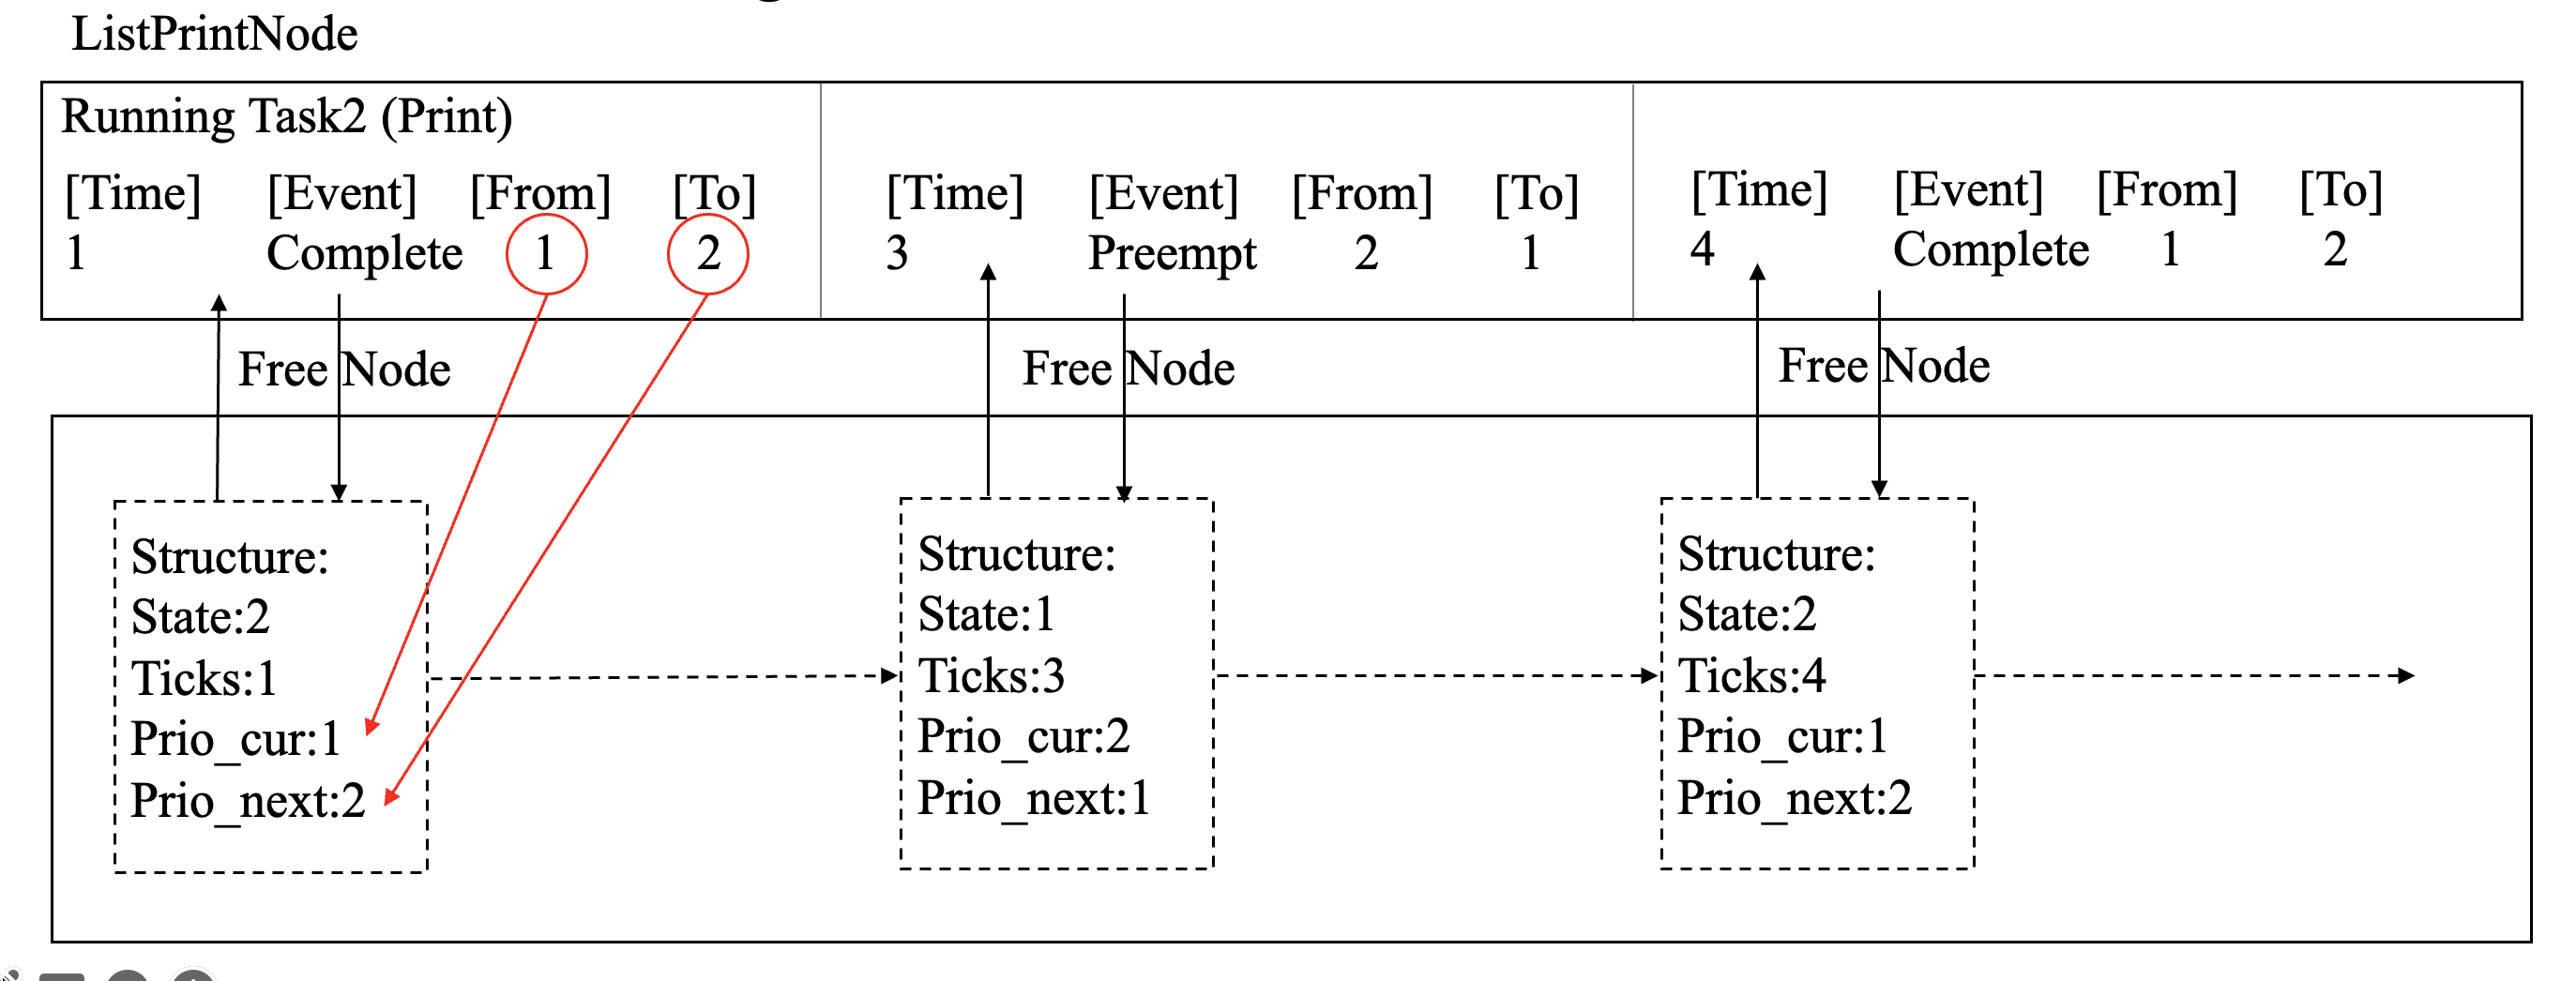 ListPrintNode
Running Task2 (Print)
[Time] [Event] [From] [To]
1 Complete 1 2
[Time] [Event] [From] [To]
3 Preempt 2 1
[Time] [Event] [From] [To]
4 Complete 1 2
Free Node
Free Node
Free Node
Structure:
State:2
Ticks:1
Prio_cur:1
Prio_next:2
Structure:
State:1
Ticks:3
Prio_cur:2
Prio_next:1
Structure:
State:2
Ticks:4
Prio_cur:1
Prio_next:2